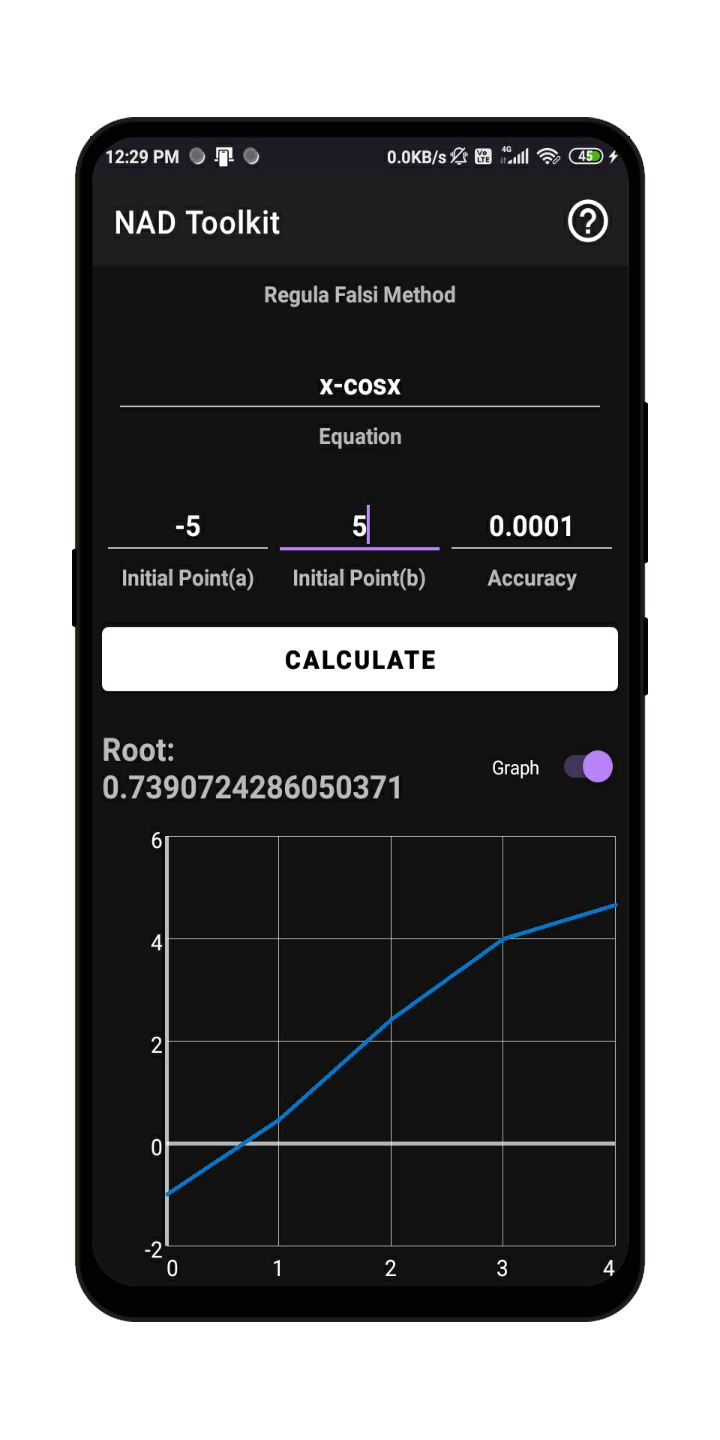 12:29 PM 0.0KB/s Vo LTE 4G 45
NAD Toolkit ?
Regula Falsi Method
x-cosx
Equation
-5 5 0.0001
Initial Point(a) Initial Point(b) Accuracy
CALCULATE
Root:
0.7390724286050371
Graph
6
4
2
0
-2
0 1 2 3 4